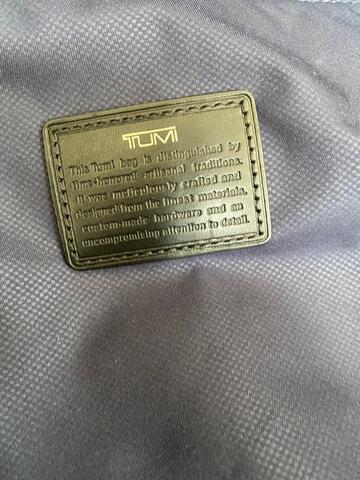 TUMI
This Tumi bag is distinguished by
time-honored artisanal traditions.
It was meticulously crafted and
designed from the finest materials,
custom-made hardware and an
uncompromising attention to detail.